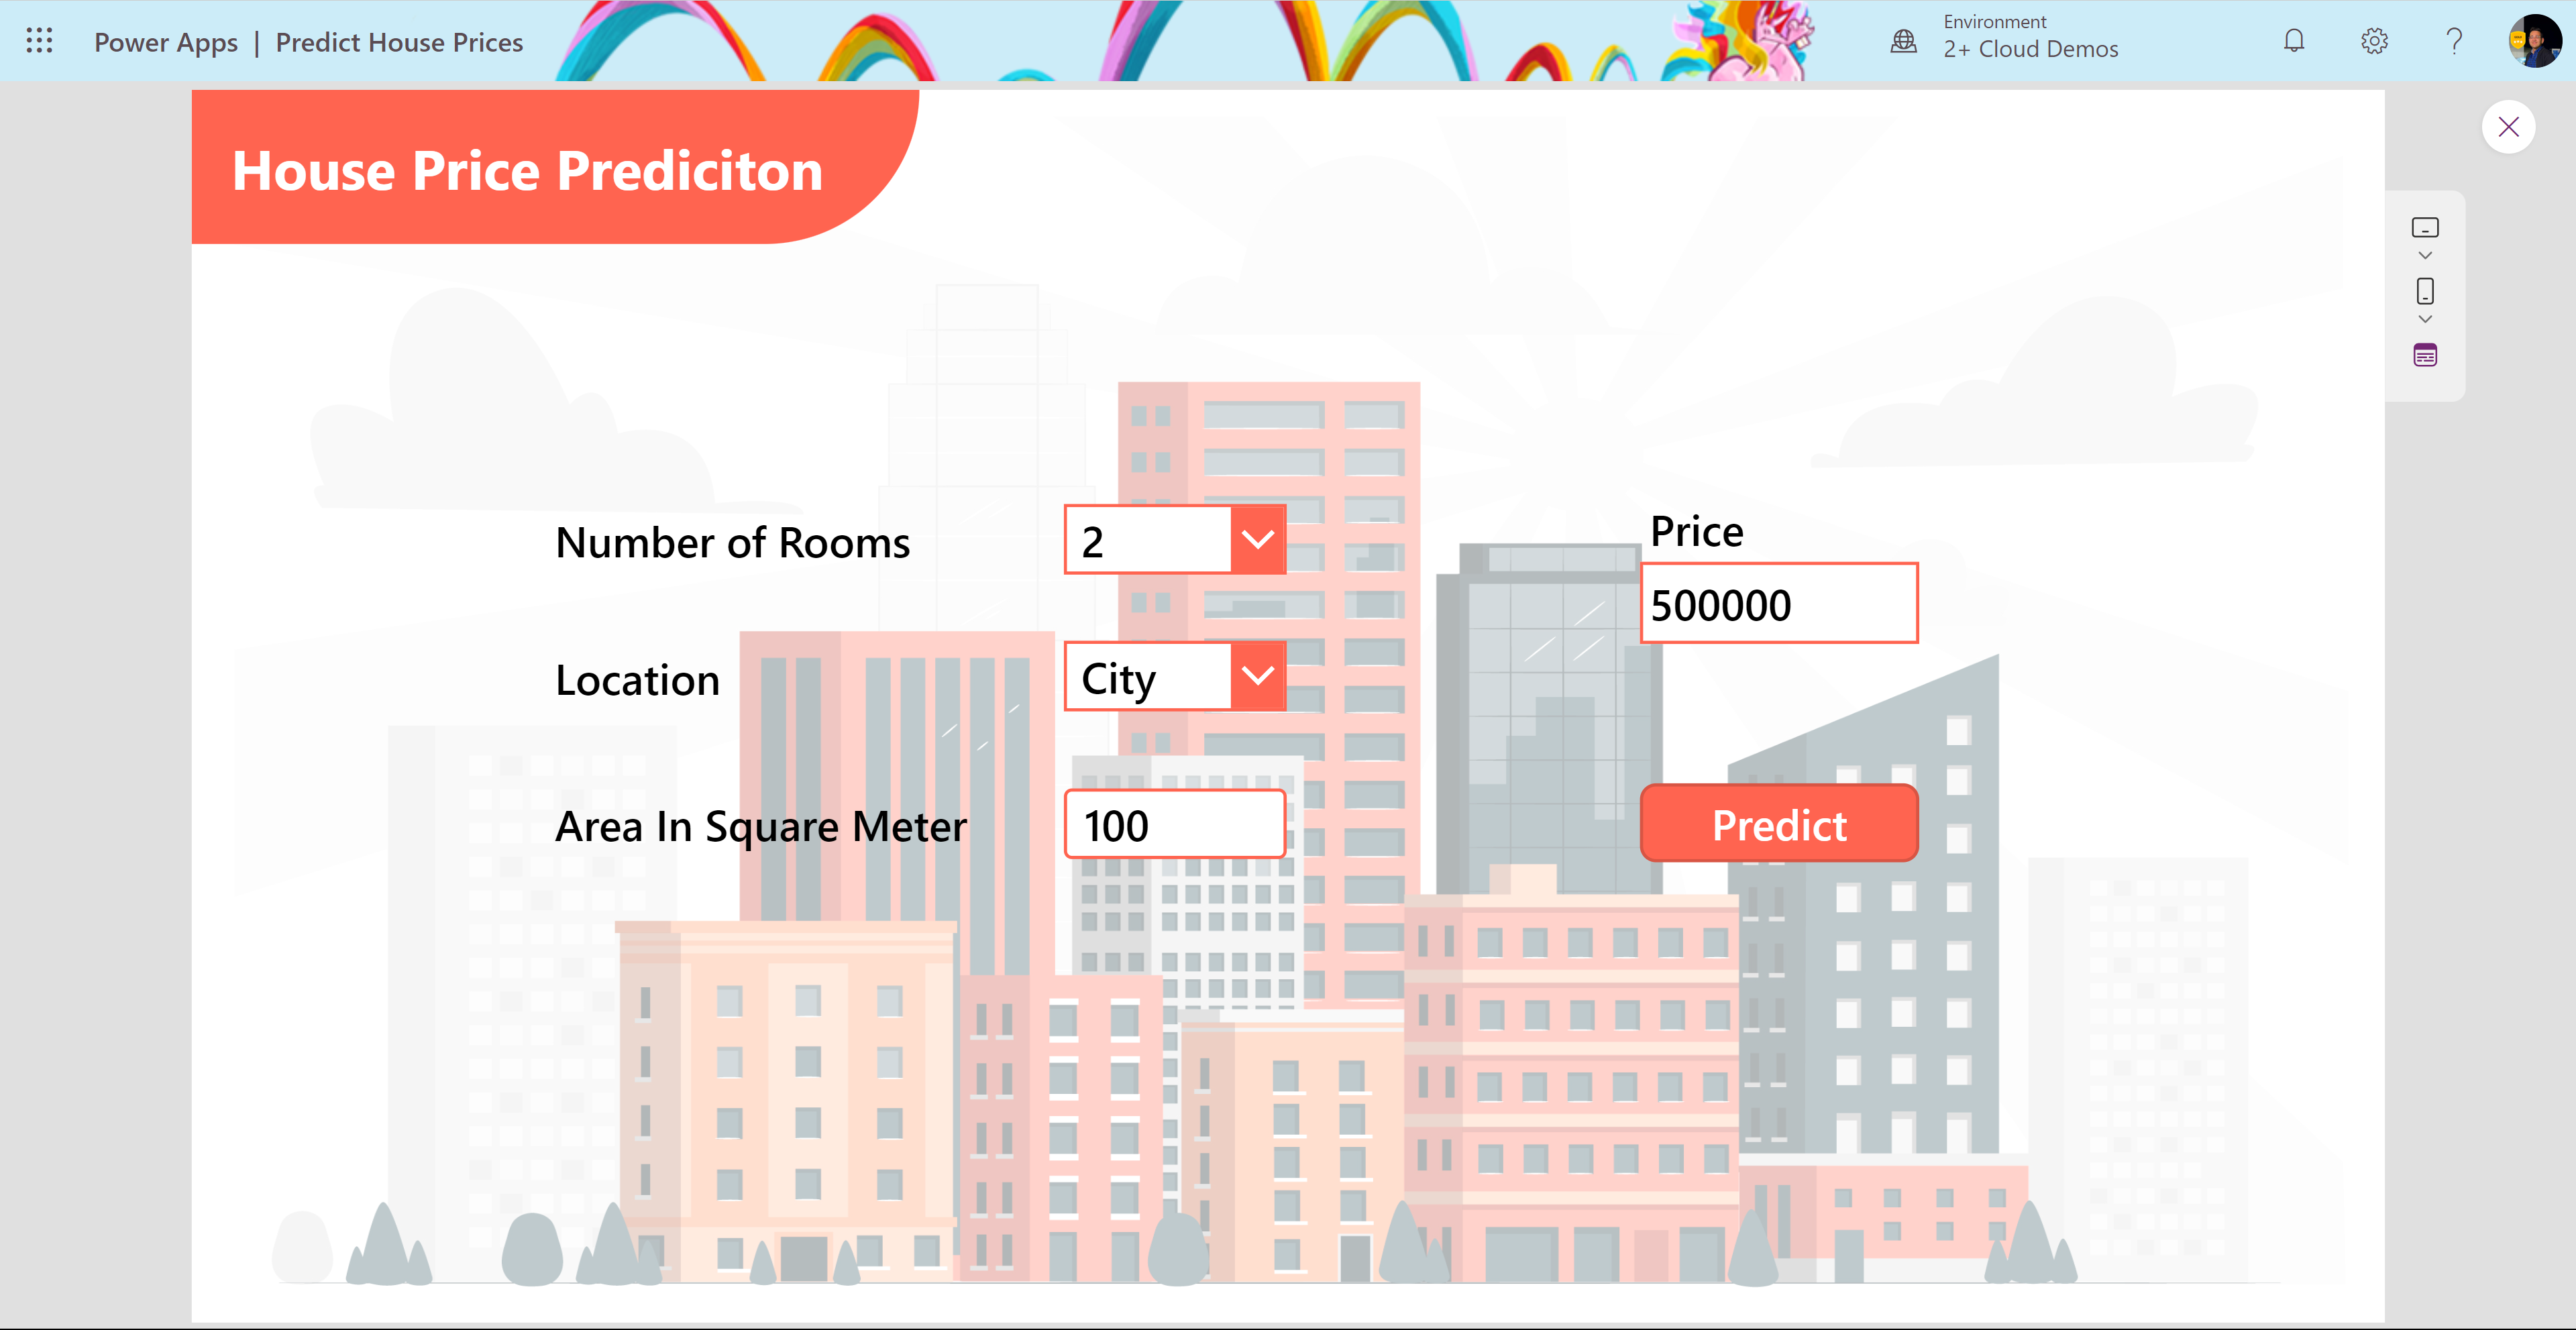 Power Apps | Predict House Prices
Environment
2+ Cloud Demos
House Price Prediciton
Number of Rooms
2
Price
500000
Location
City
Area In Square Meter
100
Predict